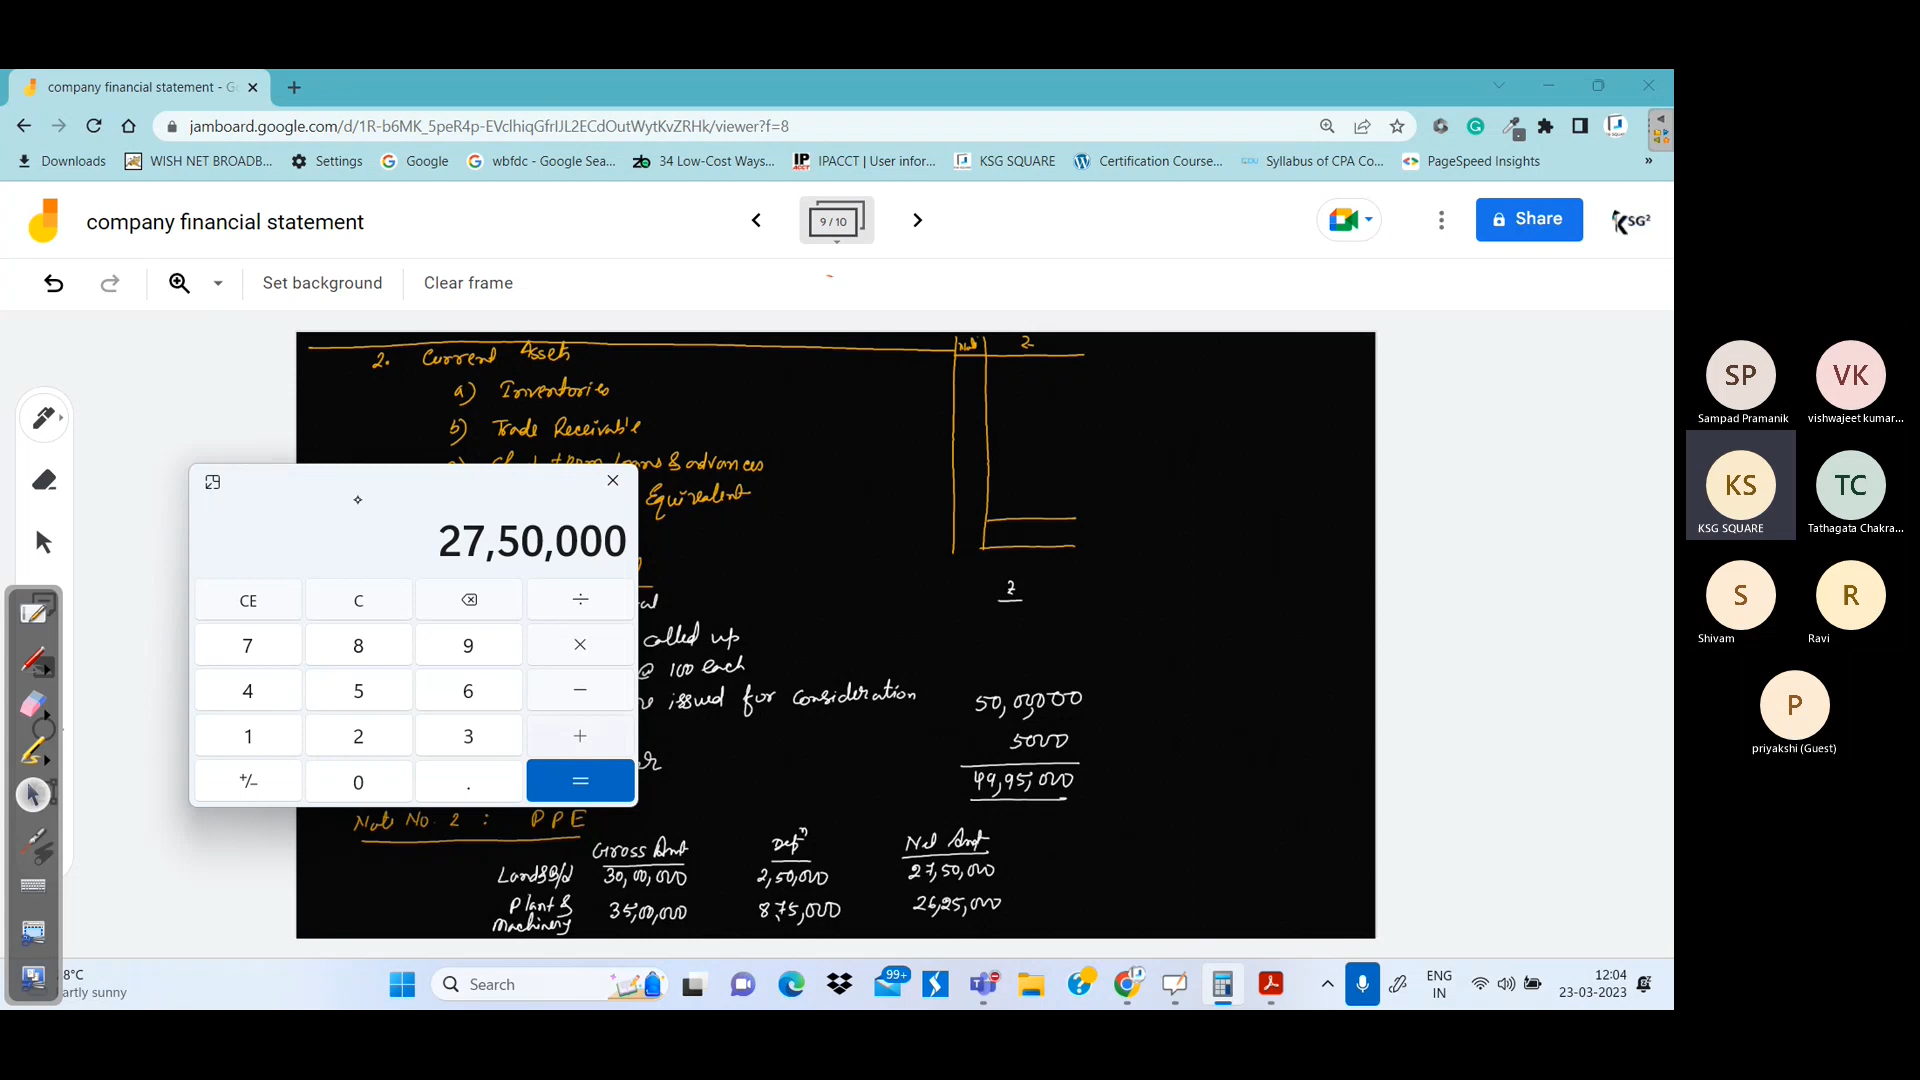 company financial statement - G
jamboard.google.com/d/1R-b6MK_5peR4p-EVclhiqGfrIJL2ECdOutWytKvZRHk/viewer?f=8
Downloads WISH NET BROADB... Settings Google wbfdc - Google Sea... 34 Low-Cost Ways... IPACCT | User infor... KSG SQUARE Certification Course... Syllabus of CPA Co... PageSpeed Insights »
company financial statement 9 / 10 Share KSG²
Set background Clear frame
2. Current Assets
a) Inventories
b) Trade Receivable
Loans & advances
Equivalent
27,50,000
CE C ÷
7 8 9 ×
4 5 6 −
1 2 3 +
+/− 0 . =
called up
@ 100 each
issued for consideration 50,00,000
5000
49,95,000
Note No. 2 : PPE
Gross Amt Depⁿ Net Amt
Land & B/d 30,00,000 2,50,000 27,50,000
Plant & Machinery 35,00,000 8,75,000 26,25,000
SP VK
Sampad Pramanik vishwajeet kumar...
KS TC
KSG SQUARE Tathagata Chakra...
S R
Shivam Ravi
P
priyakshi (Guest)
8°C
artly sunny
Search
99+
ENG
IN
12:04
23-03-2023